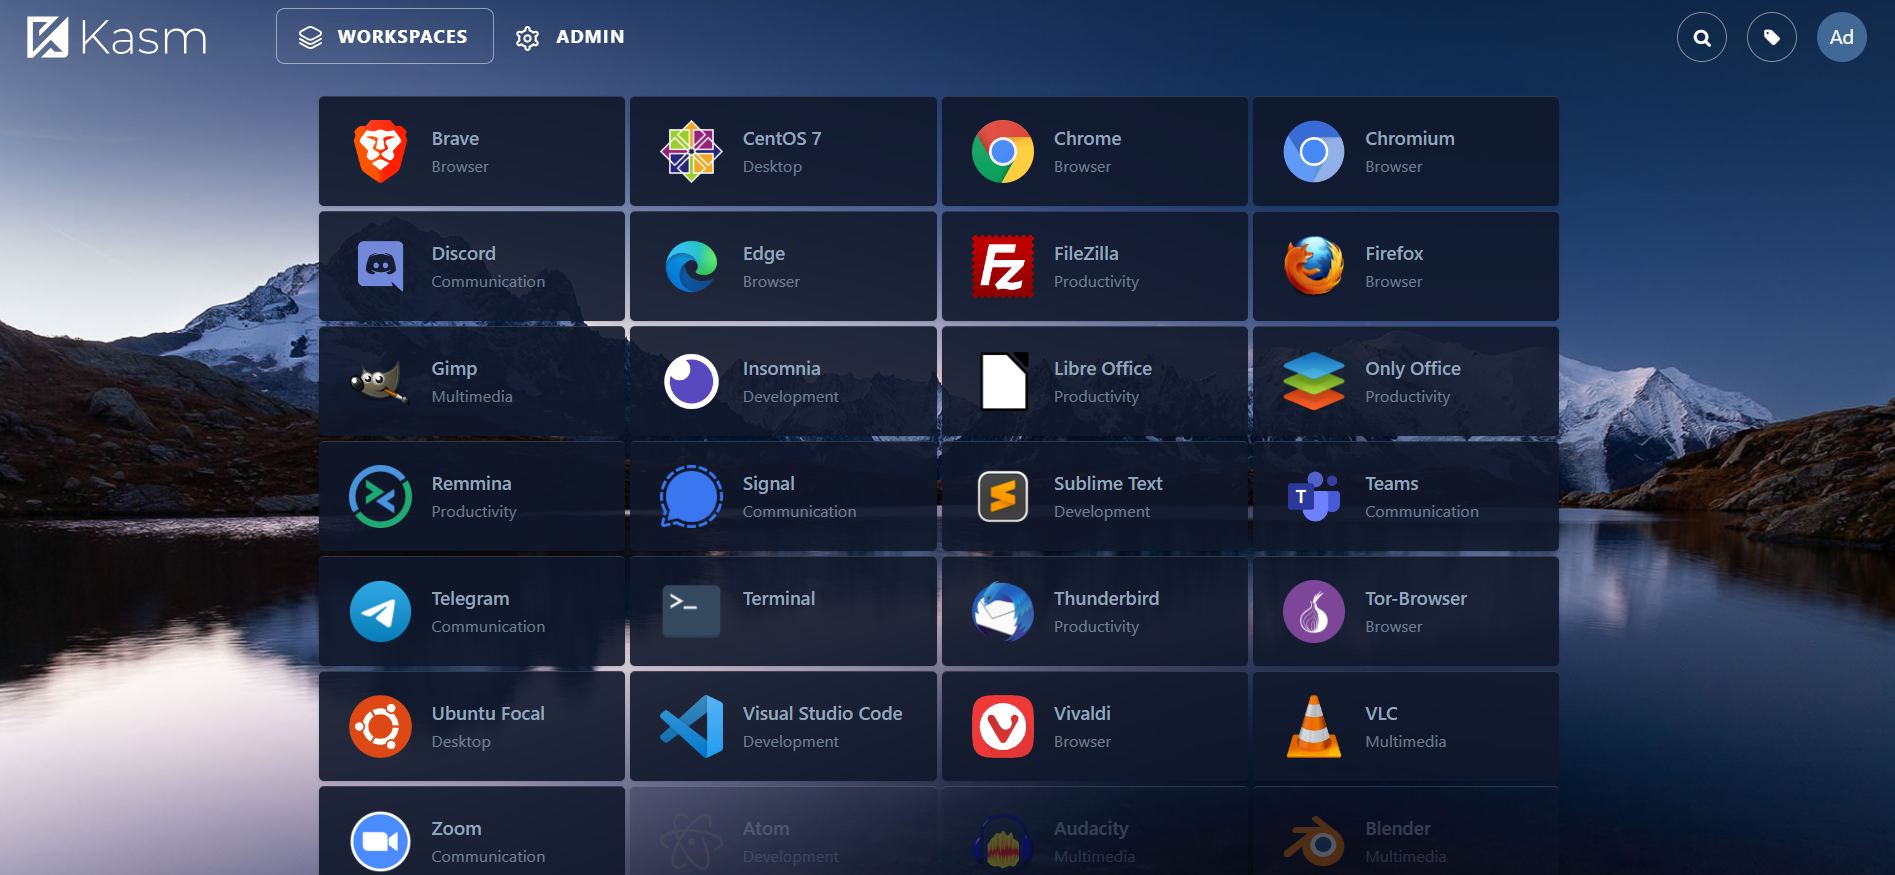 Kasm
WORKSPACES
ADMIN
Ad
Brave
Browser
CentOS 7
Desktop
Chrome
Browser
Chromium
Browser
Discord
Communication
Edge
Browser
FileZilla
Productivity
Firefox
Browser
Gimp
Multimedia
Insomnia
Development
Libre Office
Productivity
Only Office
Productivity
Remmina
Productivity
Signal
Communication
Sublime Text
Development
T
Teams
Communication
Telegram
Communication
>_
Terminal
Thunderbird
Productivity
Tor-Browser
Browser
Ubuntu Focal
Desktop
Visual Studio Code
Development
Vivaldi
Browser
VLC
Multimedia
Zoom
Communication
Atom
Development
Audacity
Multimedia
Blender
Multimedia